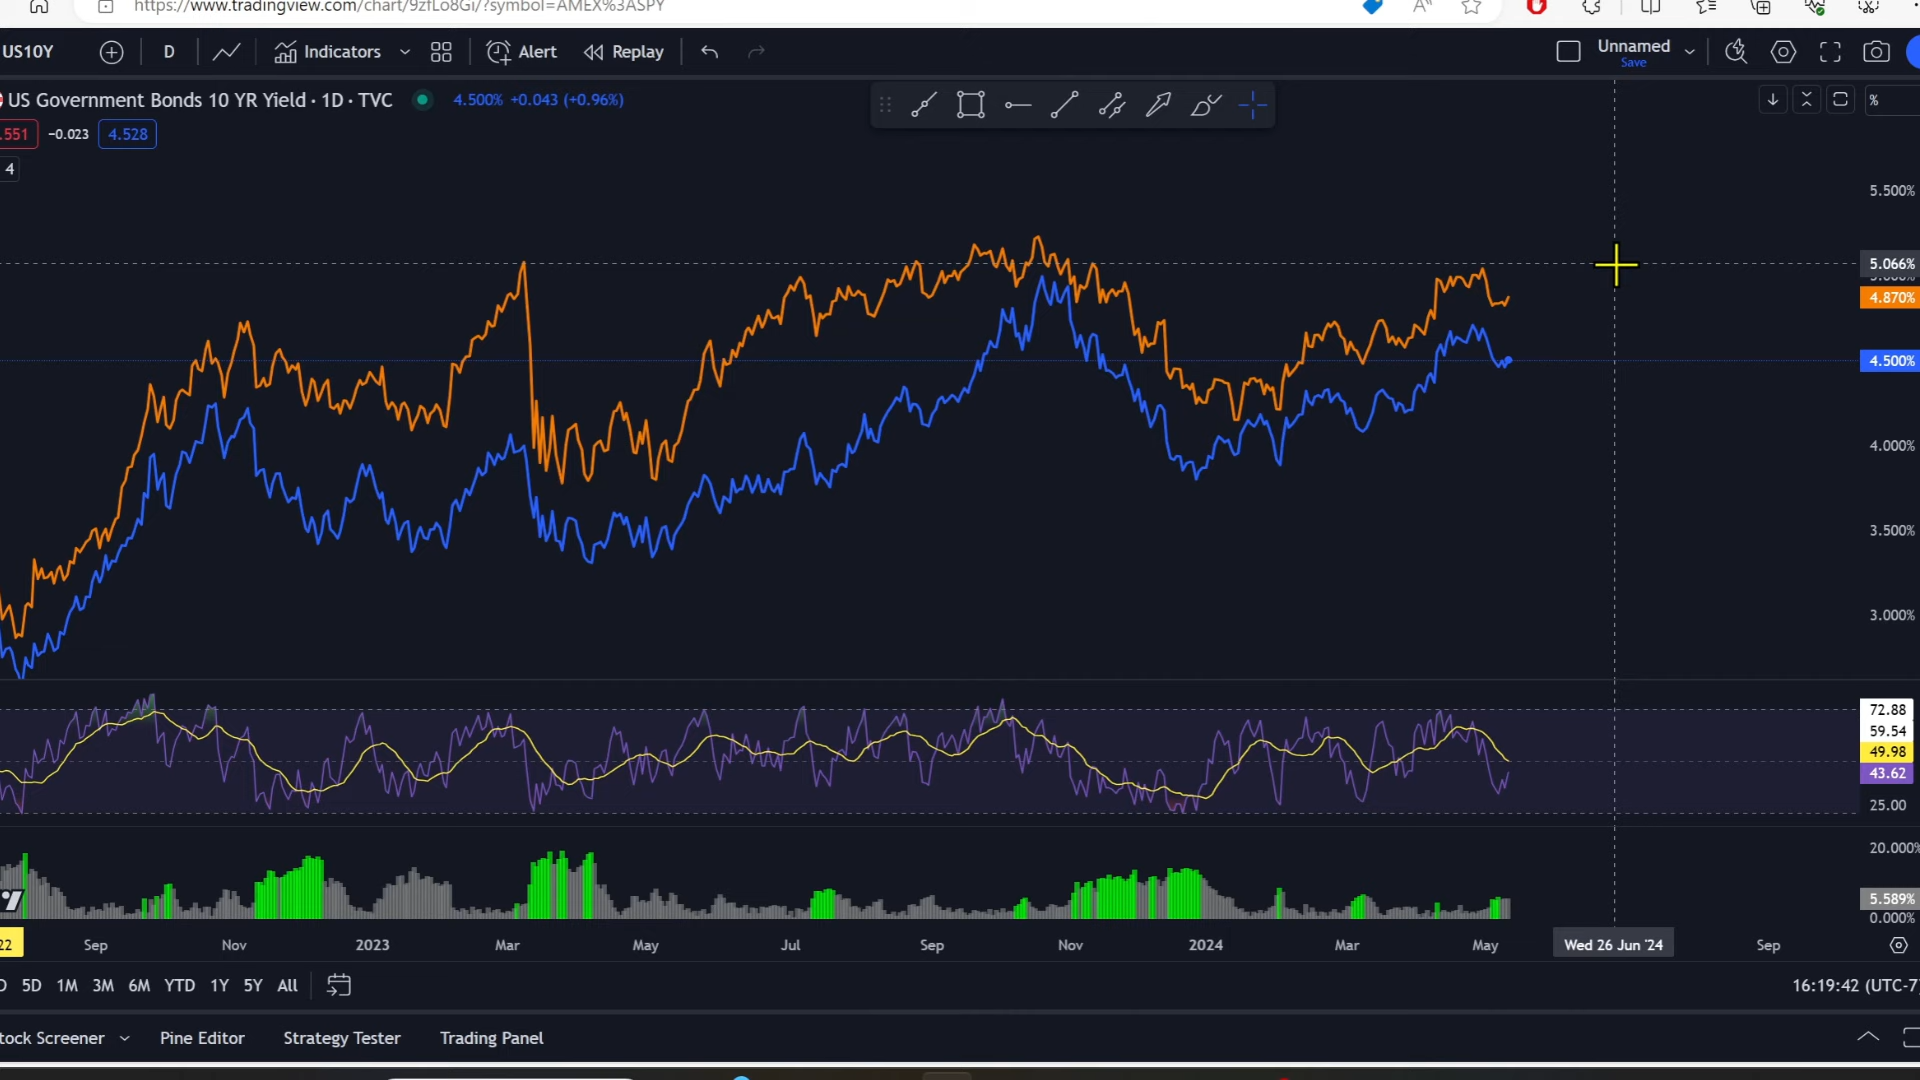 https://www.tradingview.com/chart/9zfLo8Gi/?symbol=AMEX%3ASPY
US10Y
D
Indicators
Alert
Replay
Unnamed
Save
US Government Bonds 10 YR Yield · 1D · TVC
4.500% +0.043 (+0.96%)
.551
−0.023
4.528
4
%
5.500%
5.066%
4.870%
4.500%
4.000%
3.500%
3.000%
72.88
59.54
49.98
43.62
25.00
20.000%
5.589%
0.000%
22
Sep
Nov
2023
Mar
May
Jul
Sep
Nov
2024
Mar
May
Wed 26 Jun '24
Sep
5D
1M
3M
6M
YTD
1Y
5Y
All
16:19:42 (UTC-7
tock Screener
Pine Editor
Strategy Tester
Trading Panel